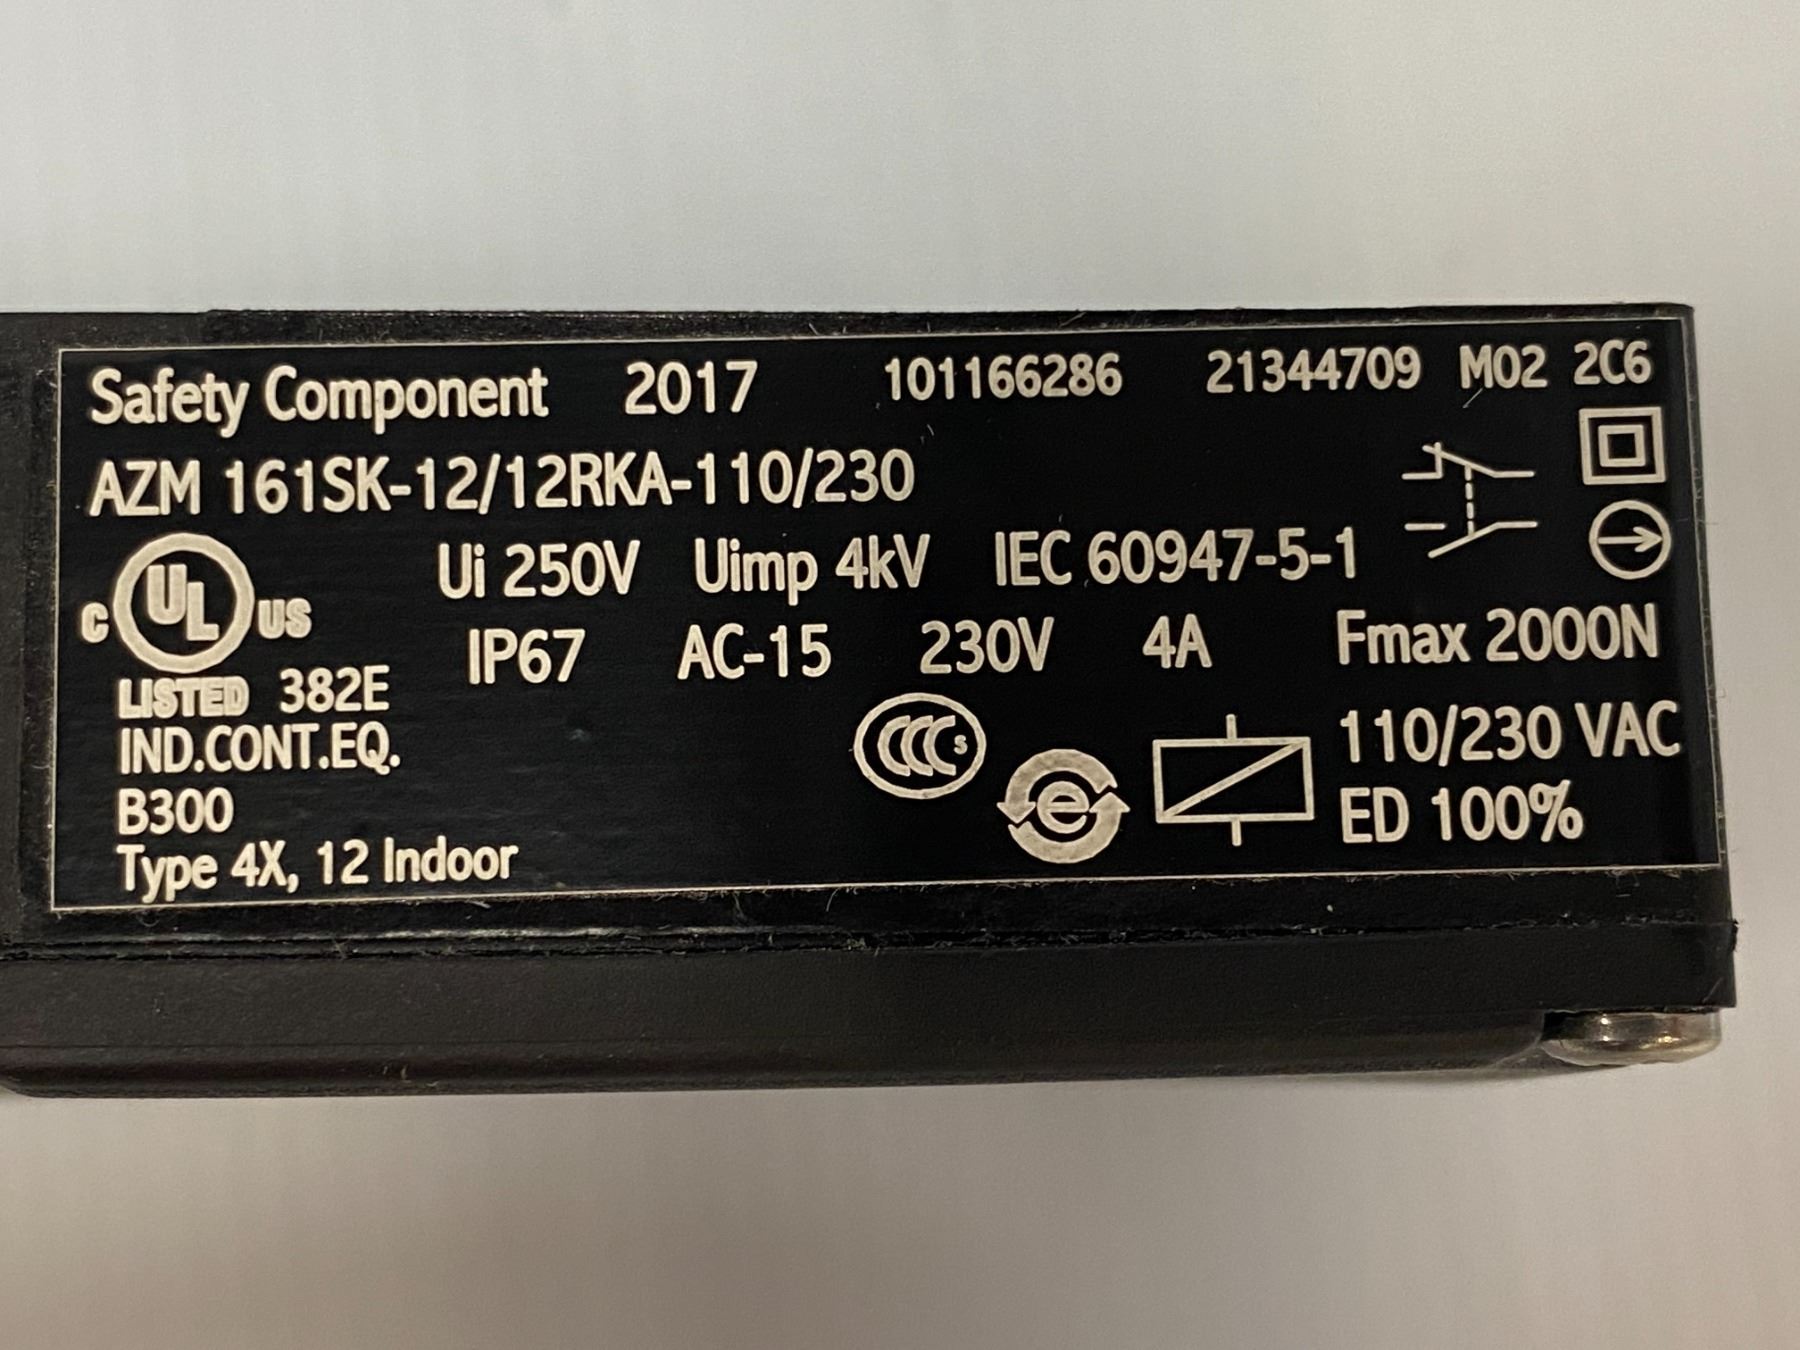 Safety Component 2017 101166286 21344709 M02 2C6
AZM 161SK-12/12RKA-110/230
Ui 250V Uimp 4kV IEC 60947-5-1
C UL US
IP67 AC-15 230V 4A Fmax 2000N
LISTED 382E
IND.CONT.EQ.
B300
Type 4X, 12 Indoor
CCC S
e
110/230 VAC
ED 100%